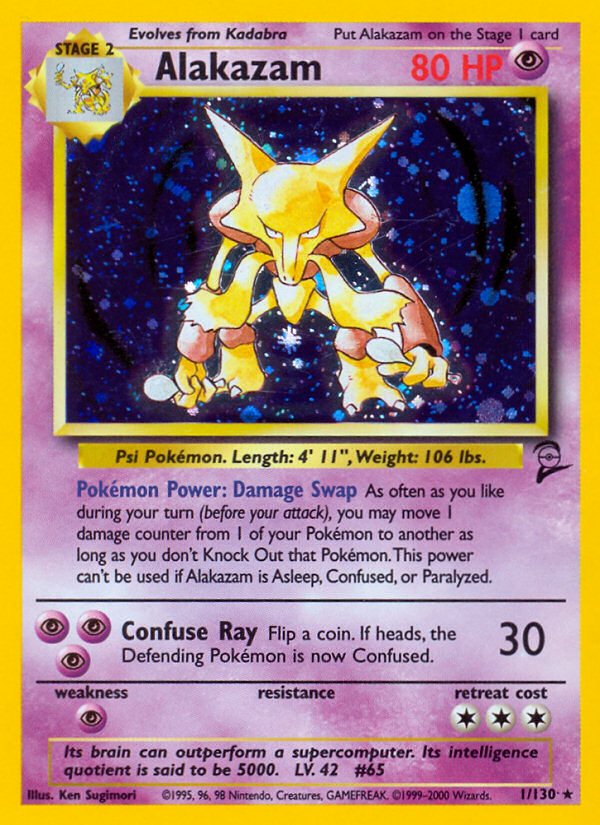 Evolves from Kadabra Put Alakazam on the Stage 1 card
STAGE 2
Alakazam 80 HP
Psi Pokémon. Length: 4' 11", Weight: 106 lbs.
Pokémon Power: Damage Swap As often as you like
during your turn (before your attack), you may move 1
damage counter from 1 of your Pokémon to another as
long as you don't Knock Out that Pokémon. This power
can't be used if Alakazam is Asleep, Confused, or Paralyzed.
Confuse Ray Flip a coin. If heads, the 30
Defending Pokémon is now Confused.
weakness resistance retreat cost
Its brain can outperform a supercomputer. Its intelligence
quotient is said to be 5000. LV. 42 #65
Illus. Ken Sugimori ©1995, 96, 98 Nintendo, Creatures, GAMEFREAK. ©1999-2000 Wizards. 1/130 ★